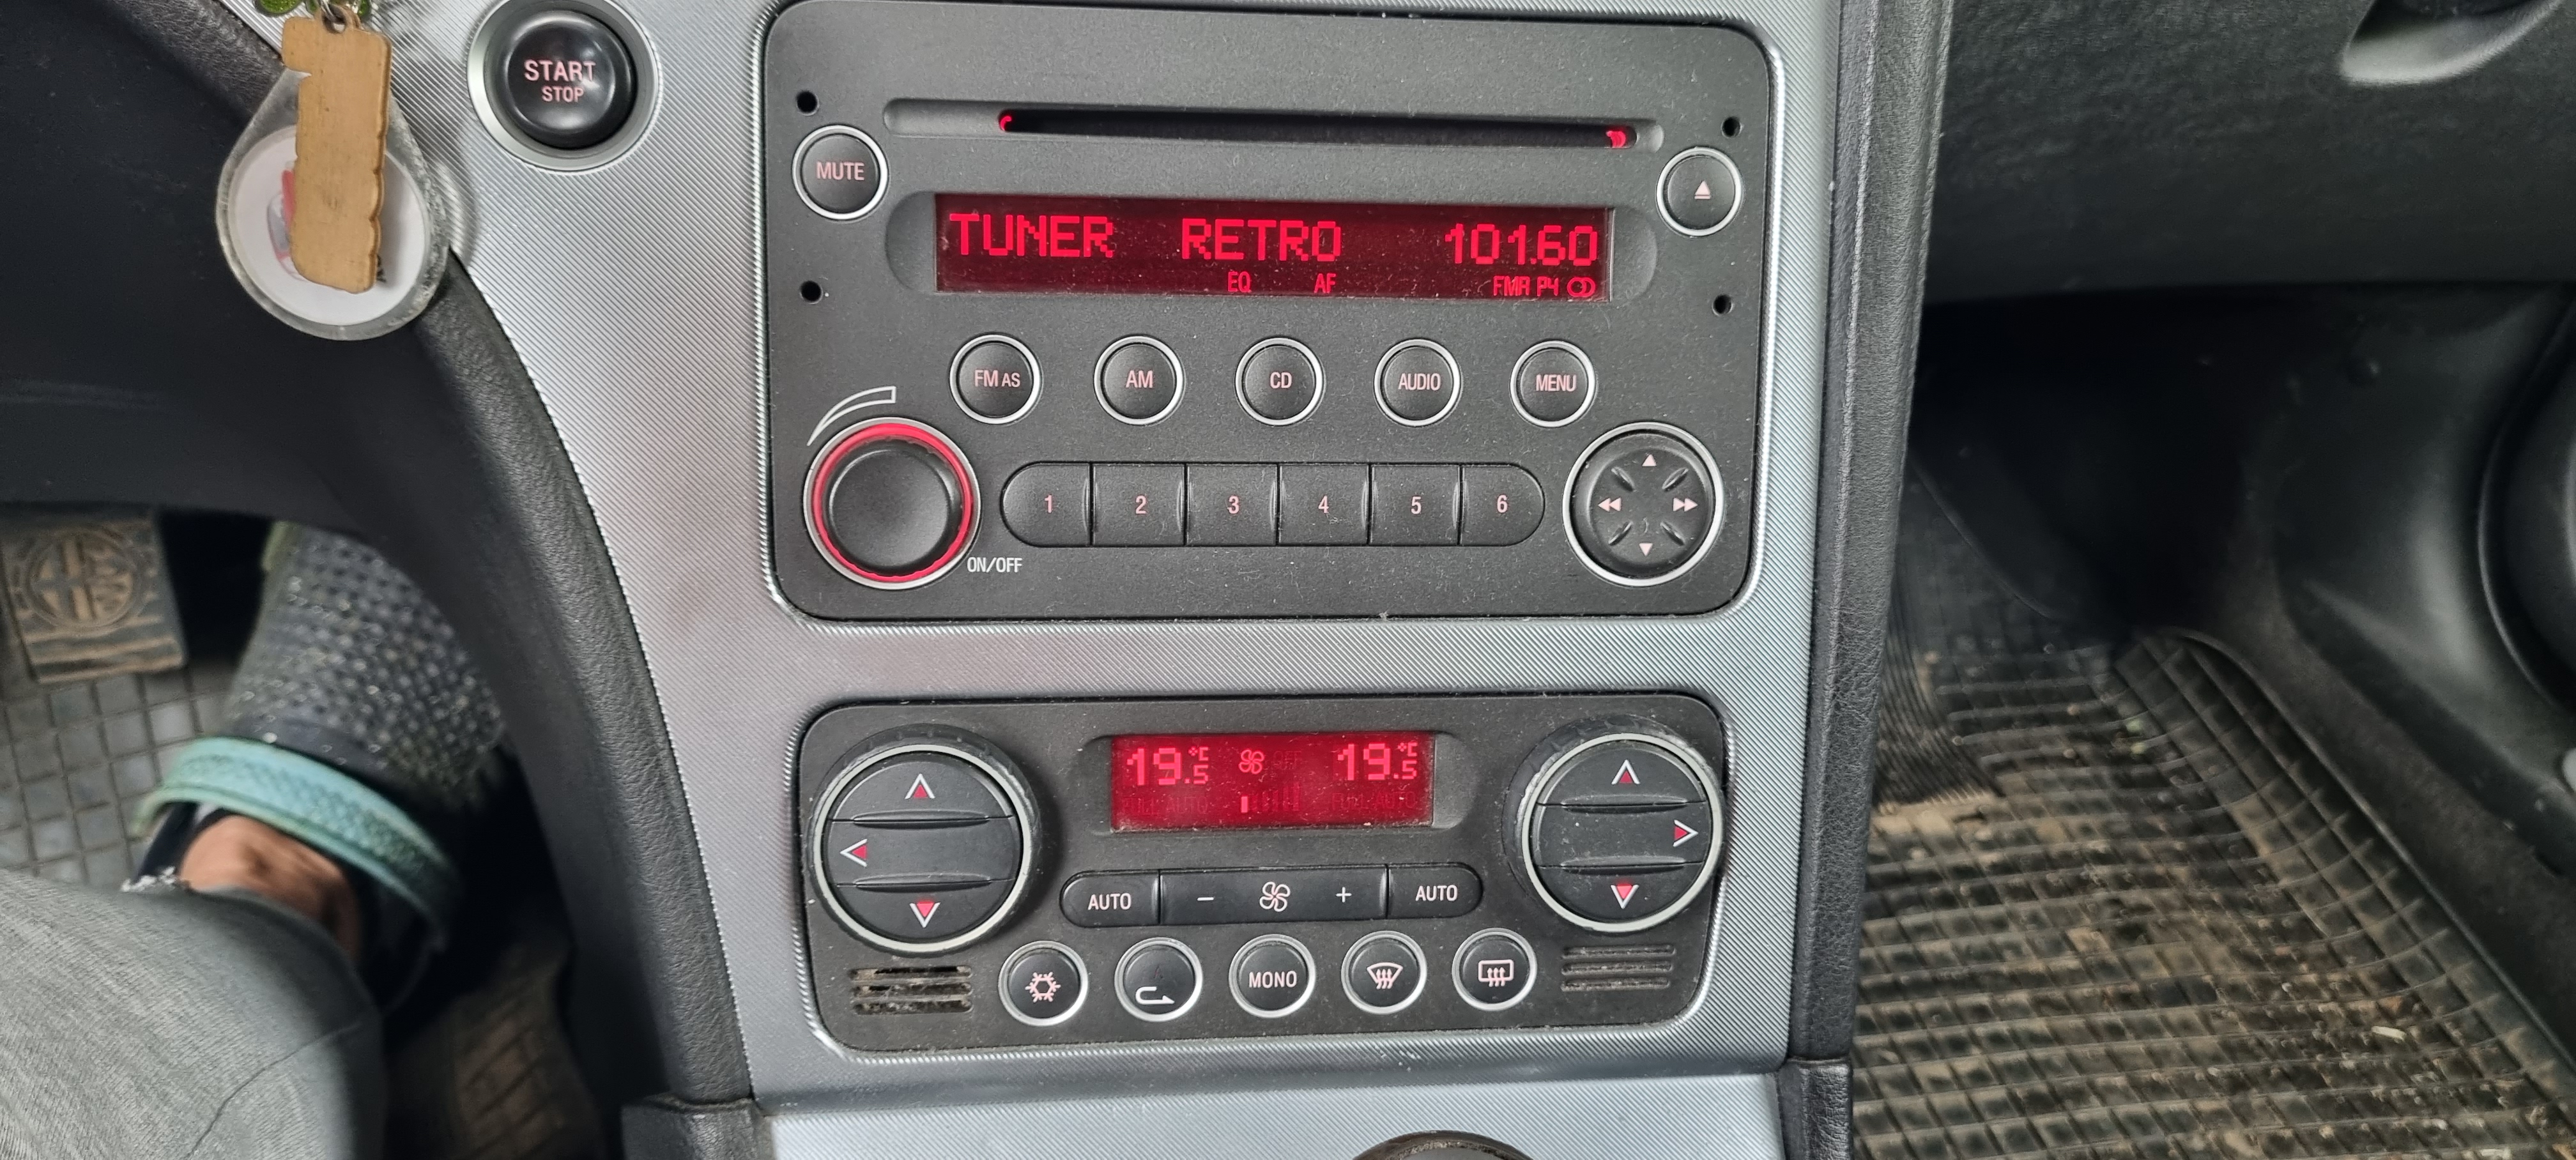 START
STOP
MUTE
TUNER RETRO 101.60
EQ AF FMA P4
FM AS AM CD AUDIO MENU
1 2 3 4 5 6
ON/OFF
19.5 °C 19.5 °C
AUTO - + AUTO
MONO